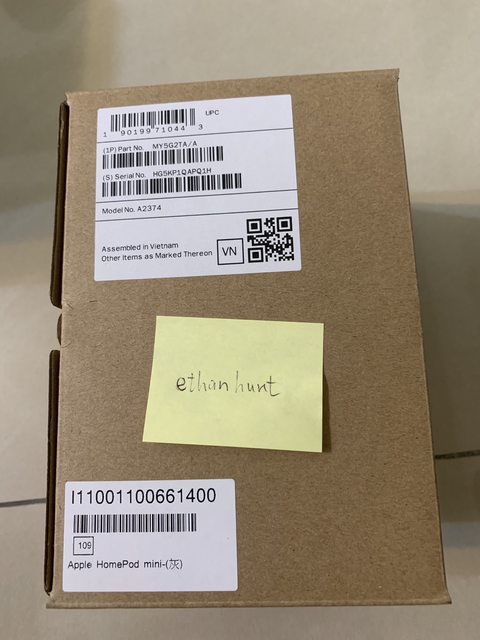 UPC
1 90199 71044 3
(1P) Part No. MY5G2TA/A
(S) Serial No. HG5KP1QAPQ1H
Model No. A2374
Assembled in Vietnam
Other Items as Marked Thereon
VN
ethan hunt
I11001100661400
109
Apple HomePod mini-(灰)